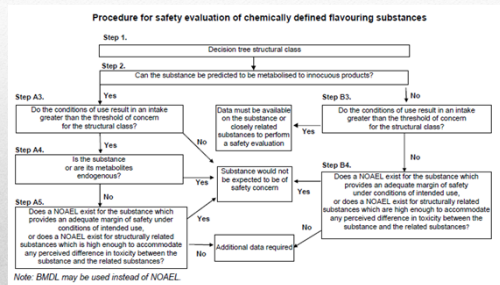 Procedure for safety evaluation of chemically defined flavouring substances
Step 1.
Decision tree structural class
Step 2.
Can the substance be predicted to be metabolised to innocuous products?
Step A3.
Yes
Step B3.
No
Do the conditions of use result in an intake
greater than the threshold of concern
for the structural class?
Data must be available
on the substance or
closely related
substances to perform
a safety evaluation
Do the conditions of use result in an intake
greater than the threshold of concern
for the structural class?
Yes
Yes
No
No
Step A4.
Is the substance
or are its metabolites
endogenous?
Yes
Substance would not
be expected to be of
safety concern
Step B4.
Yes
Does a NOAEL exist for the substance which
provides an adequate margin of safety
under conditions of intended use,
or does a NOAEL exist for structurally related
substances which are high enough to accommodate
any perceived difference in toxicity between the
substance and the related substances?
No
Step A5.
Does a NOAEL exist for the substance which
provides an adequate margin of safety under
conditions of intended use,
or does a NOAEL exist for structurally related
substances which is high enough to accommodate
any perceived difference in toxicity between the
substance and the related substances?
Yes
No
Additional data required
No
Note: BMDL may be used instead of NOAEL.